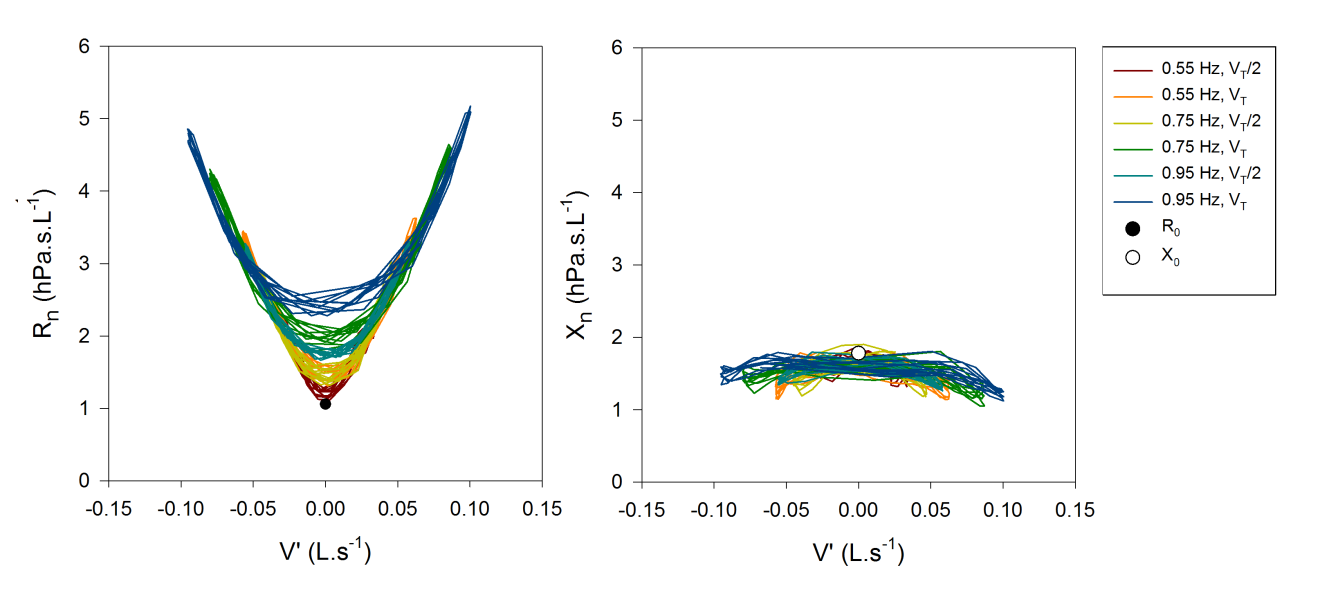 6
5
4
3
2
1
0
-0.15 -0.10 -0.05 0.00 0.05 0.10 0.15
Rn (hPa.s.L-1)
V' (L.s-1)
6
5
4
3
2
1
0
-0.15 -0.10 -0.05 0.00 0.05 0.10 0.15
Xn (hPa.s.L-1)
V' (L.s-1)
0.55 Hz, VT/2
0.55 Hz, VT
0.75 Hz, VT/2
0.75 Hz, VT
0.95 Hz, VT/2
0.95 Hz, VT
R0
X0